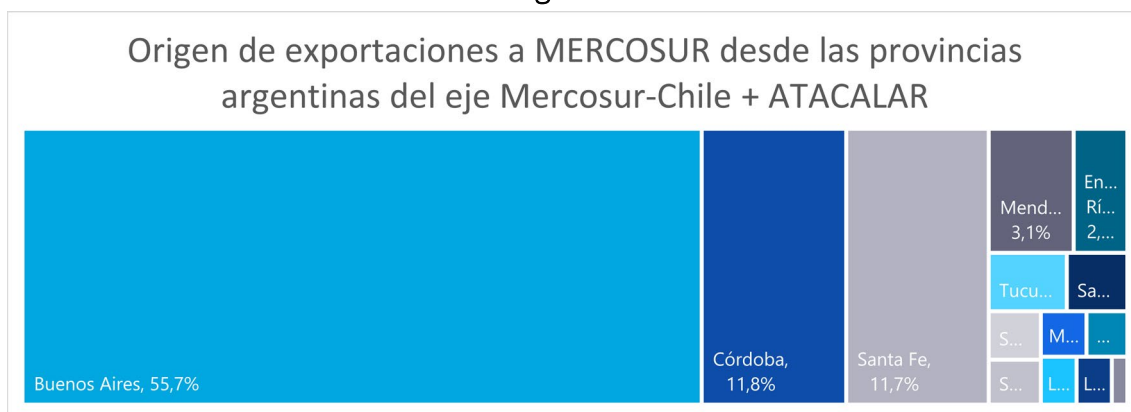 Origen de exportaciones a MERCOSUR desde las provincias
argentinas del eje Mercosur-Chile + ATACALAR
Buenos Aires, 55,7%
Córdoba,
11,8%
Santa Fe,
11,7%
Mend...
3,1%
En...
Rí...
2,...
Tucu...
Sa...
S...
M...
...
S...
L...
L...